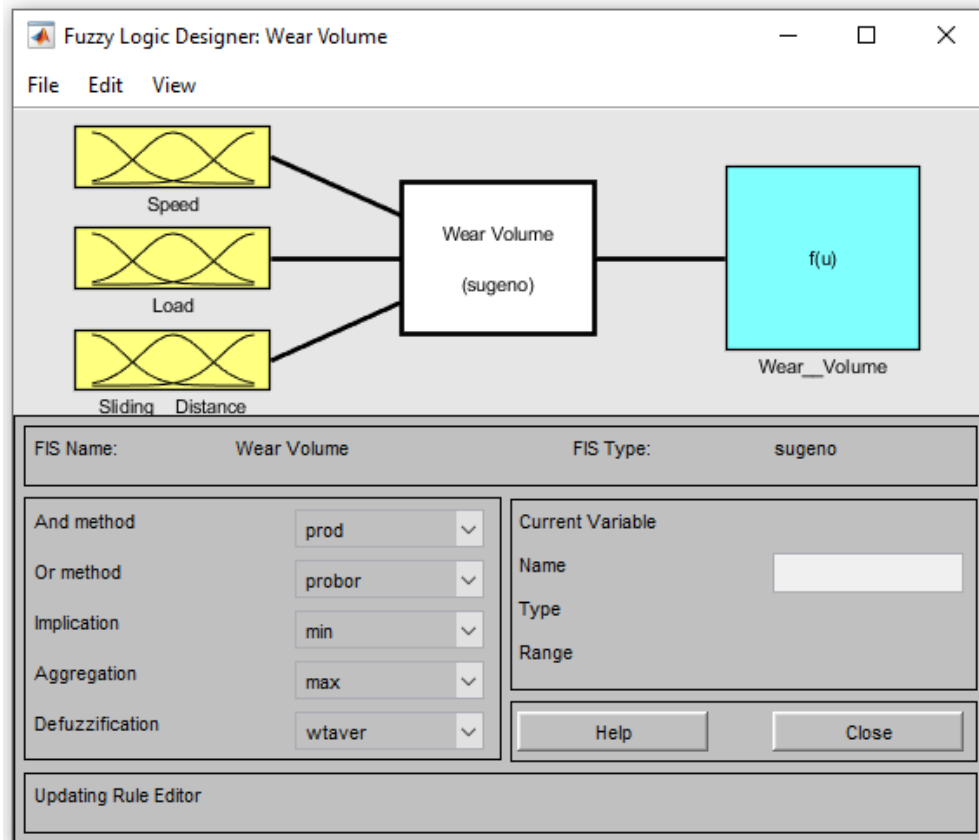 Fuzzy Logic Designer: Wear Volume
File Edit View
Speed
Load
Sliding__Distance
Wear Volume
(sugeno)
f(u)
Wear__Volume
FIS Name: Wear Volume FIS Type: sugeno
And method prod
Or method probor
Implication min
Aggregation max
Defuzzification wtaver
Current Variable
Name
Type
Range
Help Close
Updating Rule Editor